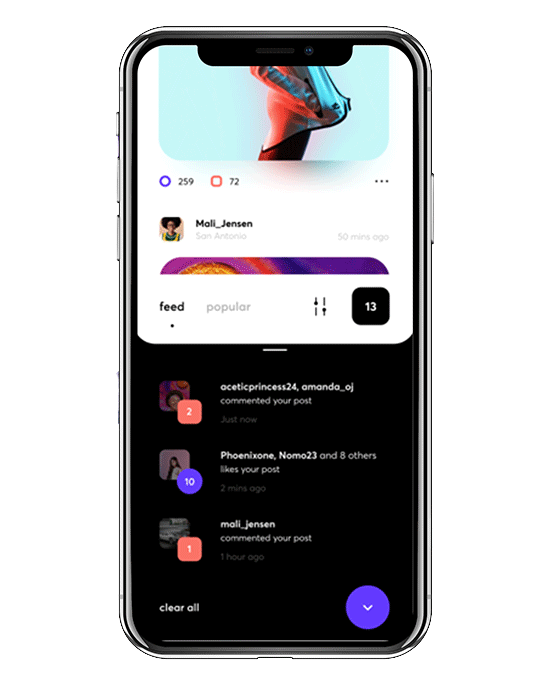 259
72
Mali_Jensen
San Antonio
50 mins ago
feed
popular
13
aceticprincess24, amanda_oj
commented your post
2
Just now
Phoenixone, Nomo23 and 8 others
likes your post
10
2 mins ago
mali_jensen
commented your post
1
1 hour ago
clear all